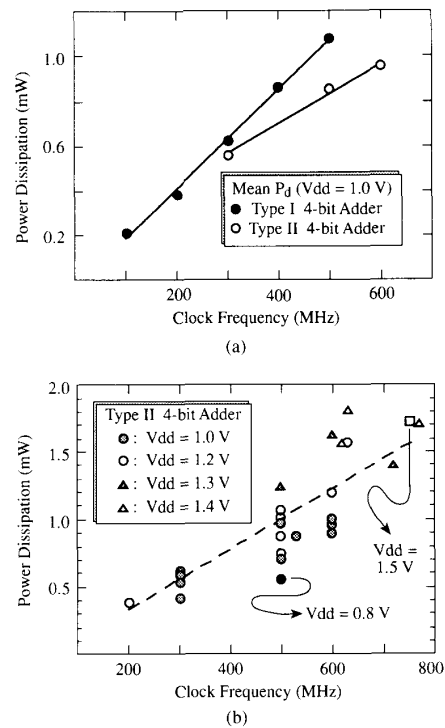 (a)
Power Dissipation (mW)
1.0
0.6
0.2
Mean Pd (Vdd = 1.0 V)
Type I 4-bit Adder
Type II 4-bit Adder
200 400 600
Clock Frequency (MHz)
(a)
Power Dissipation (mW)
2.0
1.5
1.0
0.5
Type II 4-bit Adder
: Vdd = 1.0 V
: Vdd = 1.2 V
: Vdd = 1.3 V
: Vdd = 1.4 V
Vdd =
1.5 V
Vdd = 0.8 V
200 400 600 800
Clock Frequency (MHz)
(b)